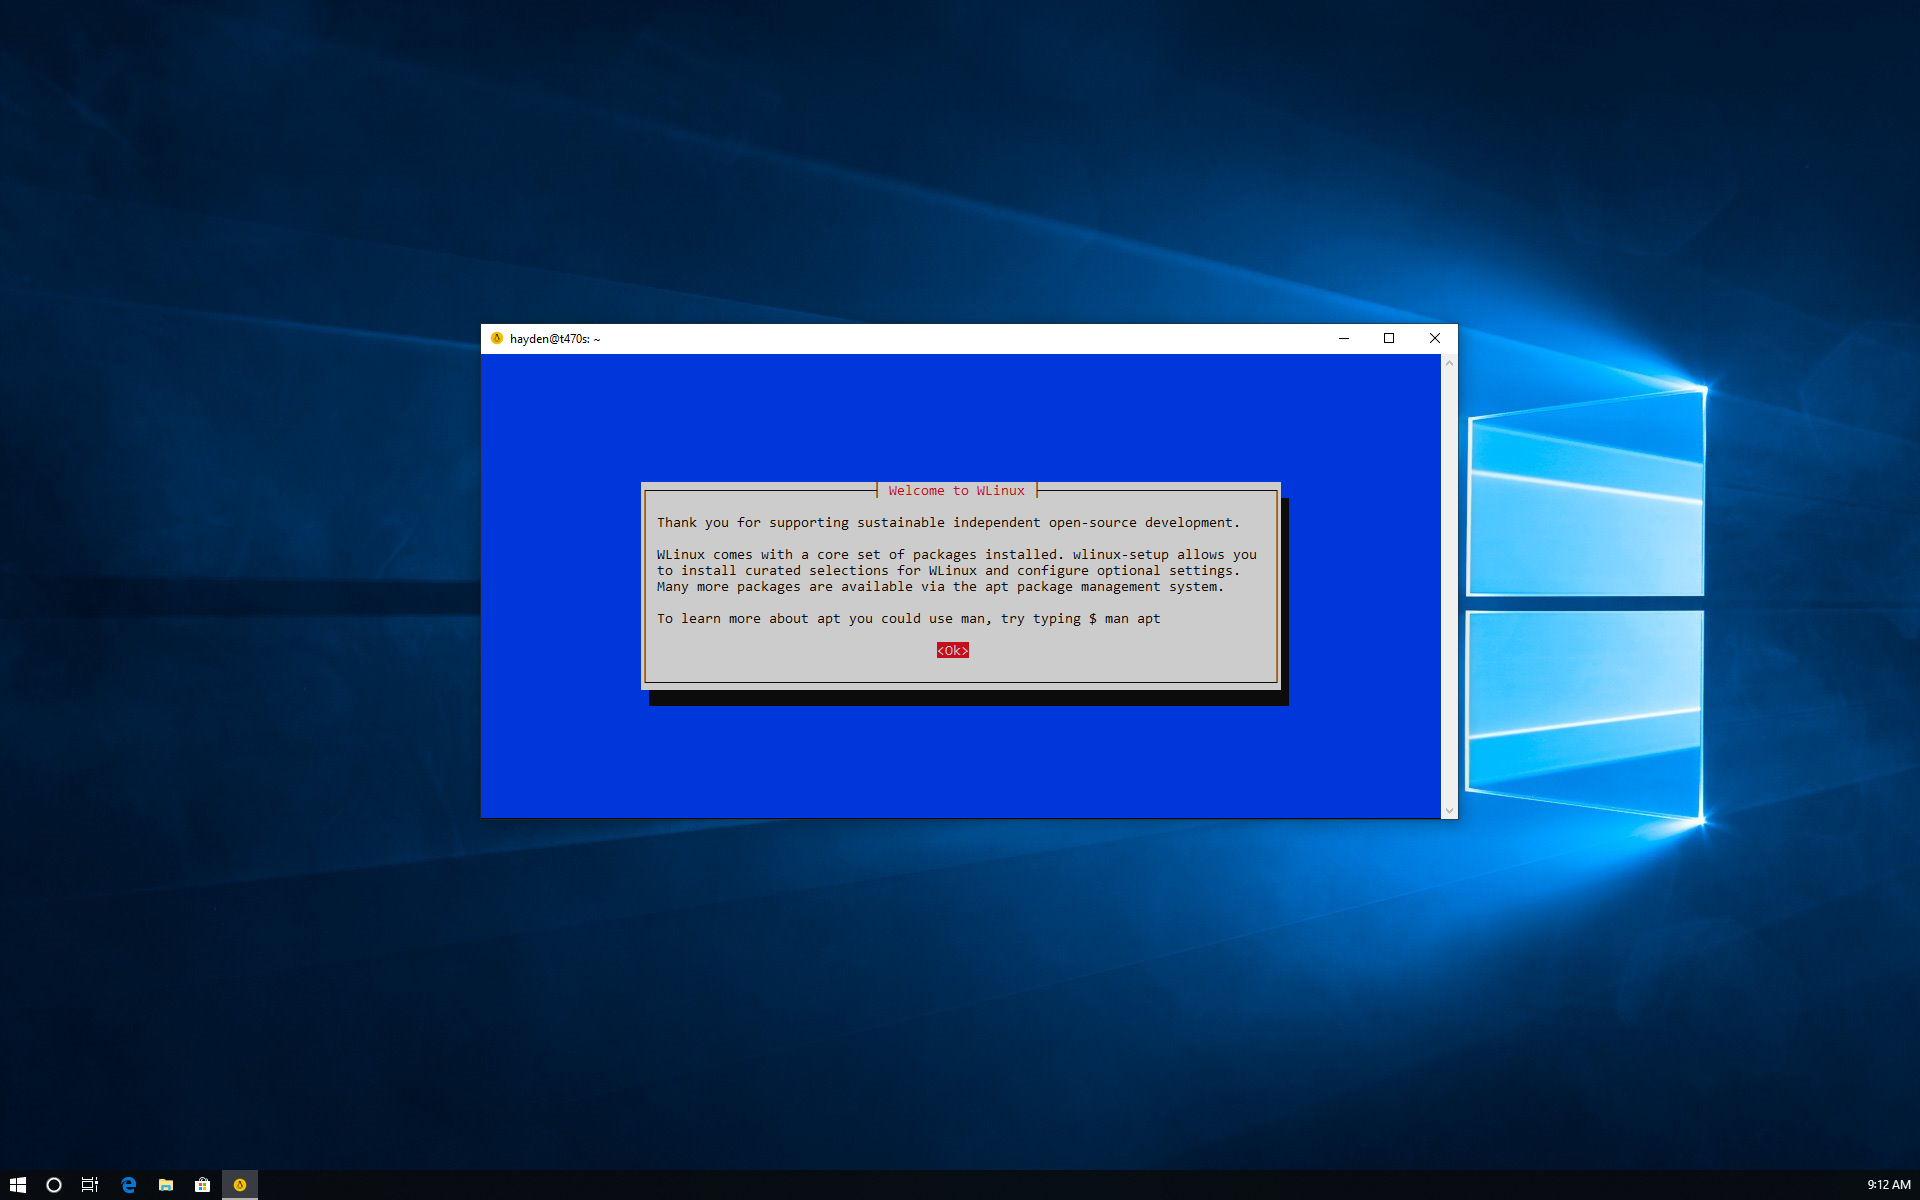 hayden@t470s: ~
Welcome to WLinux
Thank you for supporting sustainable independent open-source development.
WLinux comes with a core set of packages installed. wlinux-setup allows you
to install curated selections for WLinux and configure optional settings.
Many more packages are available via the apt package management system.
To learn more about apt you could use man, try typing $ man apt
<Ok>
9:12 AM